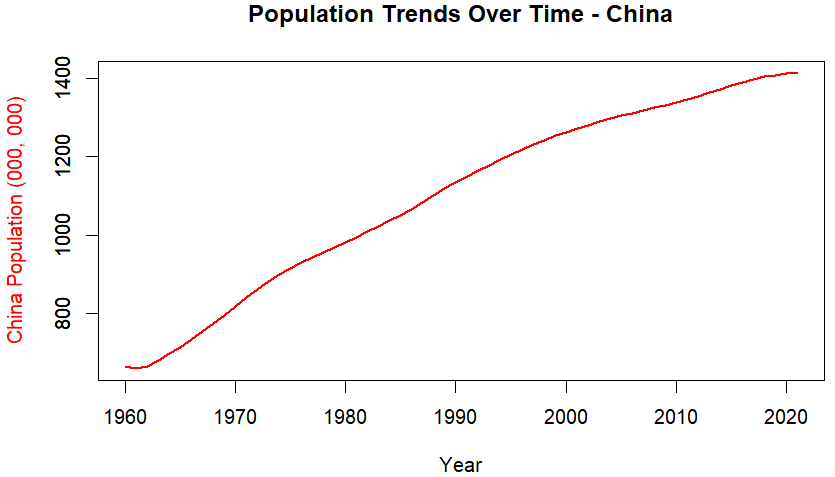 Population Trends Over Time - China
China Population (000, 000)
1400
1200
1000
800
1960 1970 1980 1990 2000 2010 2020
Year